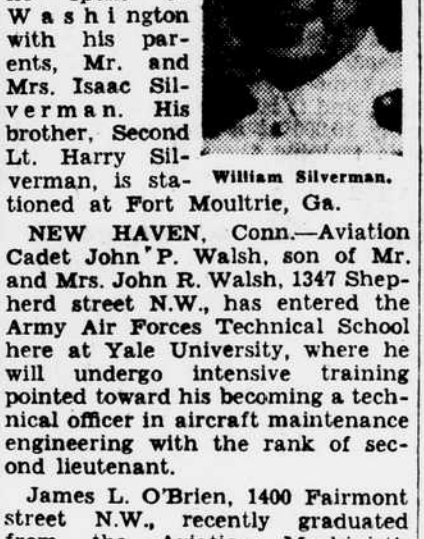 Washington
with his par-
ents, Mr. and
Mrs. Isaac Sil-
verman. His
brother, Second
Lt. Harry Sil-
verman, is sta-
William Silverman.
tioned at Fort Moultrie, Ga.
NEW HAVEN, Conn.—Aviation
Cadet John P. Walsh, son of Mr.
and Mrs. John R. Walsh, 1347 Shep-
herd street N.W., has entered the
Army Air Forces Technical School
here at Yale University, where he
will undergo intensive training
pointed toward his becoming a tech-
nical officer in aircraft maintenance
engineering with the rank of sec-
ond lieutenant.
James L. O'Brien, 1400 Fairmont
street N.W., recently graduated